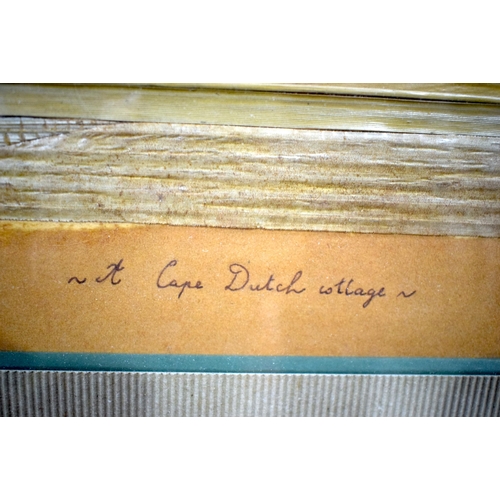 ~ A Cape Dutch cottage ~